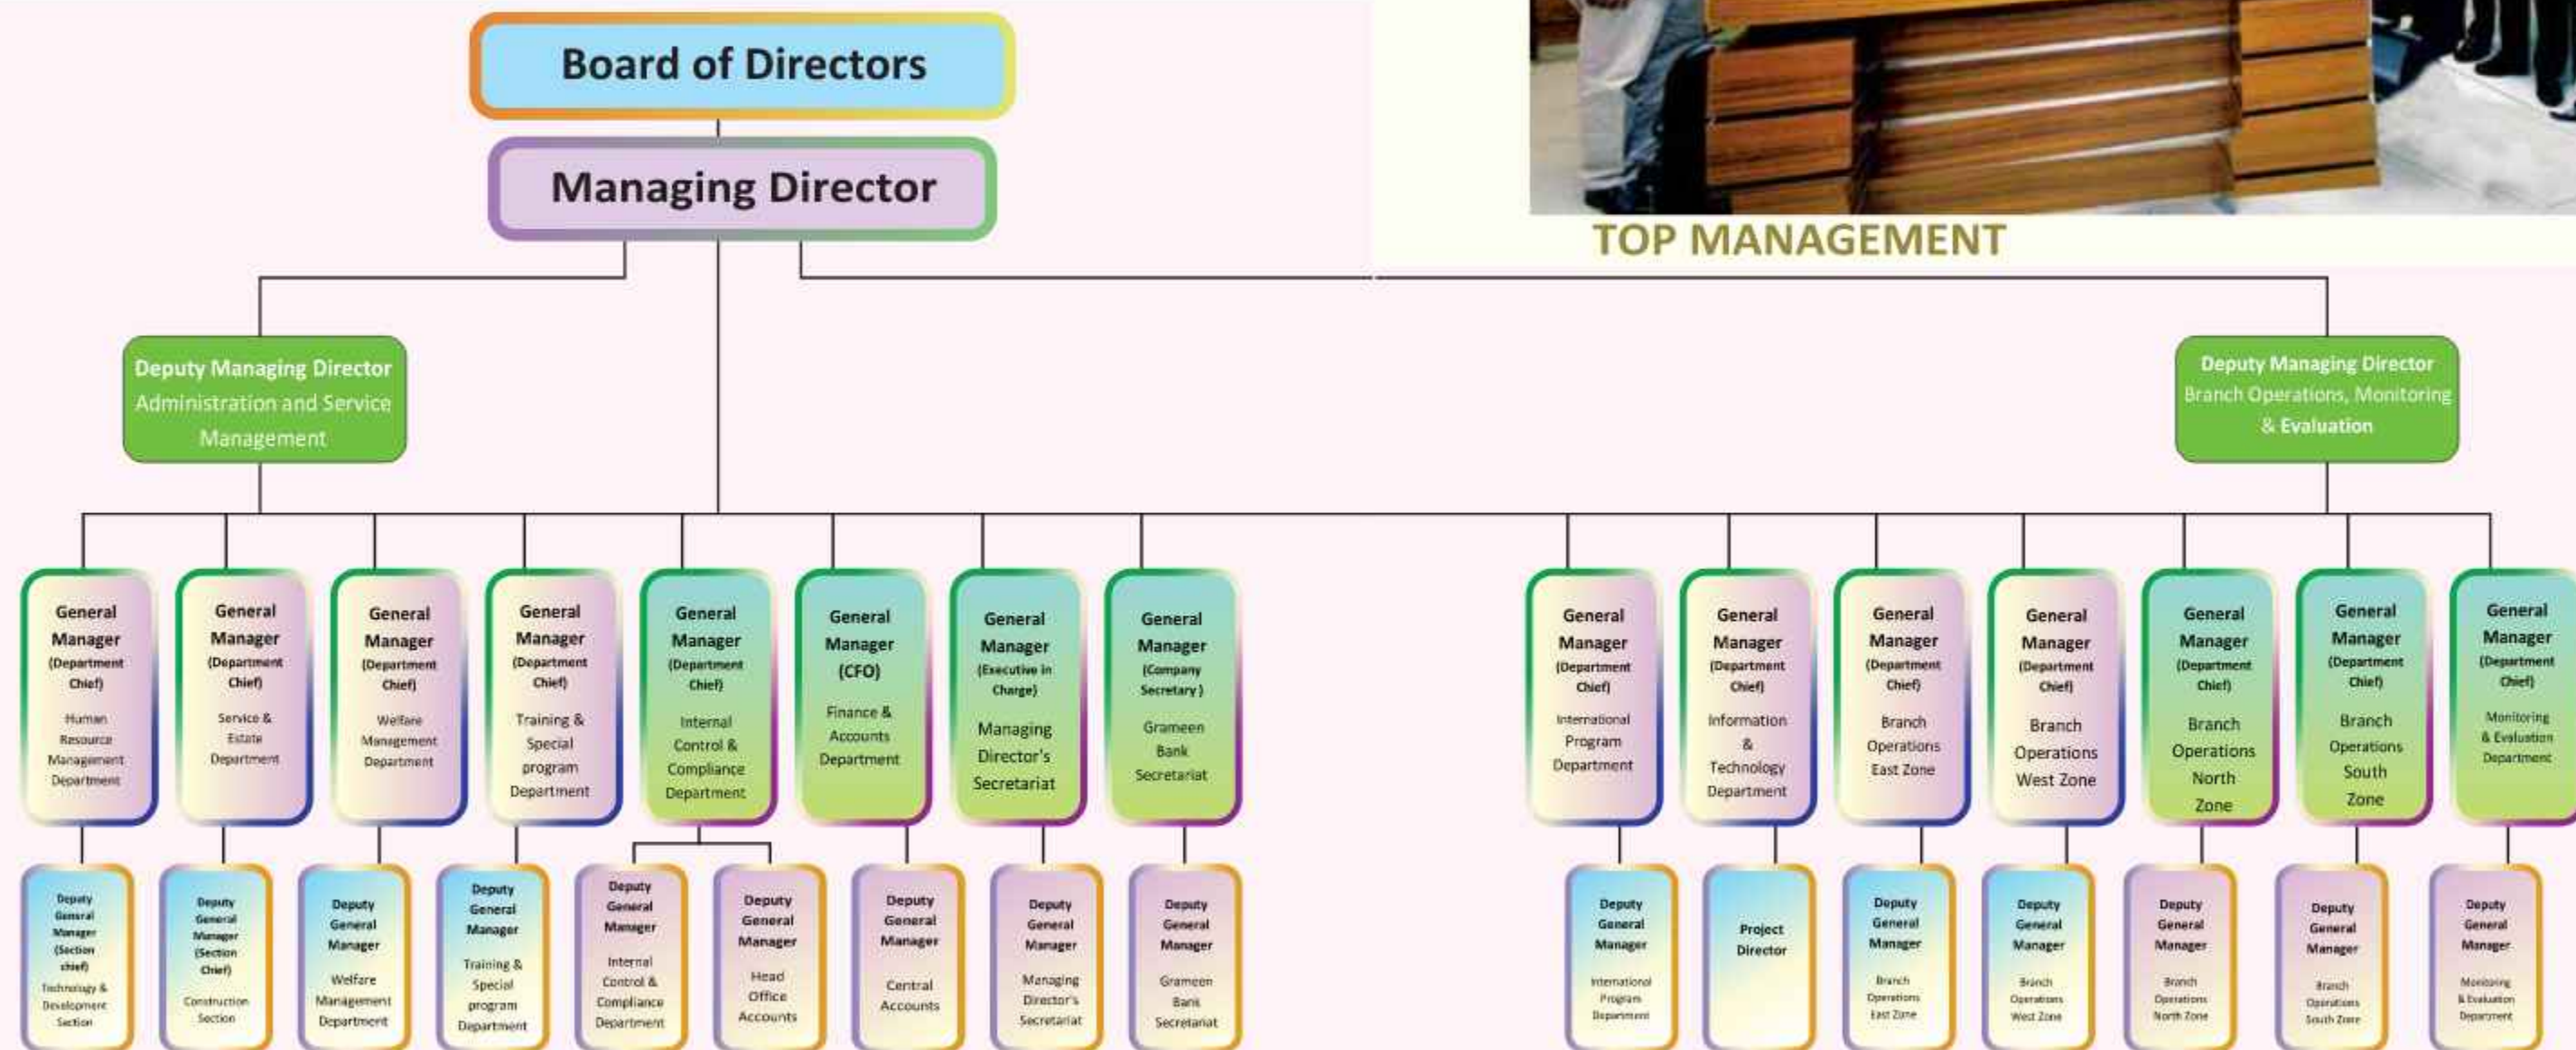 Board of Directors
Managing Director
TOP MANAGEMENT
Deputy Managing Director
Administration and Service
Management
Deputy Managing Director
Branch Operations, Monitoring
& Evaluation
General
Manager
(Department
Chief)
Human
Resource
Management
Department
General
Manager
(Department
Chief)
Service &
Estate
Department
General
Manager
(Department
Chief)
Welfare
Management
Department
General
Manager
(Department
Chief)
Training &
Special
program
Department
General
Manager
(Department
Chief)
Internal
Control &
Compliance
Department
General
Manager
(CFO)
Finance &
Accounts
Department
General
Manager
(Executive in
Charge)
Managing
Director's
Secretariat
General
Manager
(Company
Secretary )
Grameen
Bank
Secretariat
General
Manager
(Department
Chief)
International
Program
Department
General
Manager
(Department
Chief)
Information
&
Technology
Department
General
Manager
(Department
Chief)
Branch
Operations
East Zone
General
Manager
(Department
Chief)
Branch
Operations
West Zone
General
Manager
(Department
Chief)
Branch
Operations
North
Zone
General
Manager
(Department
Chief)
Branch
Operations
South
Zone
General
Manager
(Department
Chief)
Monitoring
& Evaluation
Department
Deputy
General
Manager
(Section
chief)
Technology &
Development
Section
Deputy
General
Manager
(Section
Chief)
Construction
Section
Deputy
General
Manager
Welfare
Management
Department
Deputy
General
Manager
Training &
Special
program
Department
Deputy
General
Manager
Internal
Control &
Compliance
Department
Deputy
General
Manager
Head
Office
Accounts
Deputy
General
Manager
Central
Accounts
Deputy
General
Manager
Managing
Director's
Secretariat
Deputy
General
Manager
Grameen
Bank
Secretariat
Deputy
General
Manager
International
Program
Department
Project
Director
Deputy
General
Manager
Branch
Operations
East Zone
Deputy
General
Manager
Branch
Operations
West Zone
Deputy
General
Manager
Branch
Operations
North Zone
Deputy
General
Manager
Branch
Operations
South Zone
Deputy
General
Manager
Monitoring
& Evaluation
Department